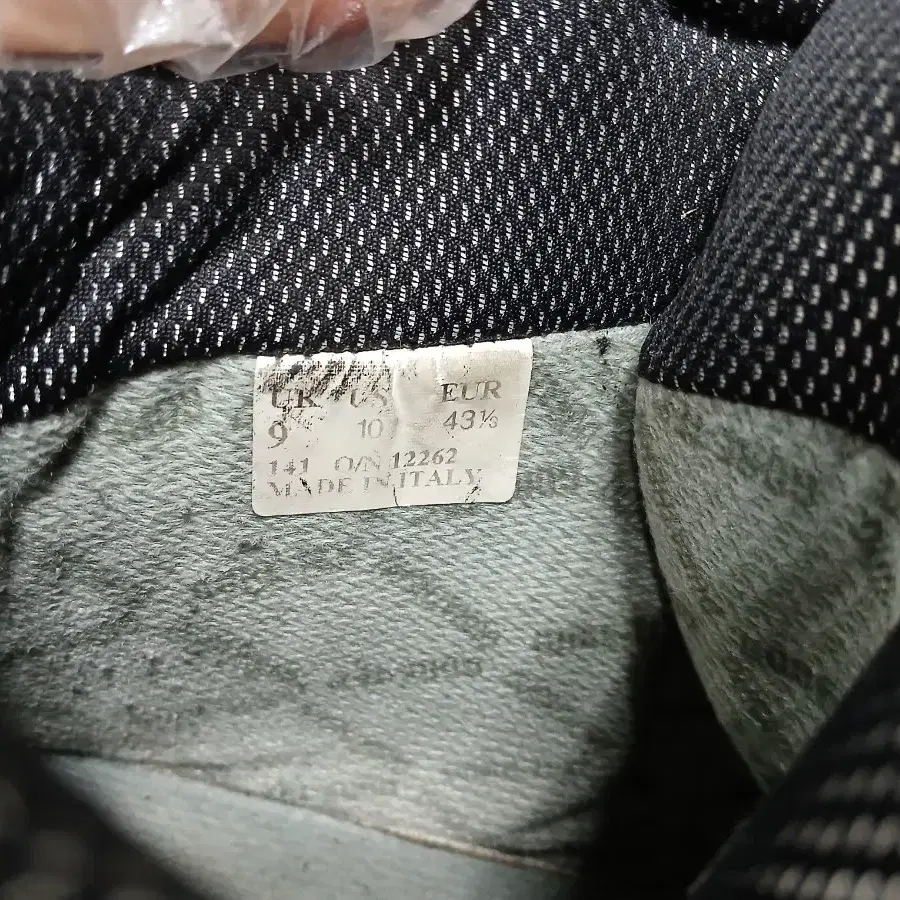 UK US EUR
9 10 43⅓
141 O/N 12262
MADE IN ITALY